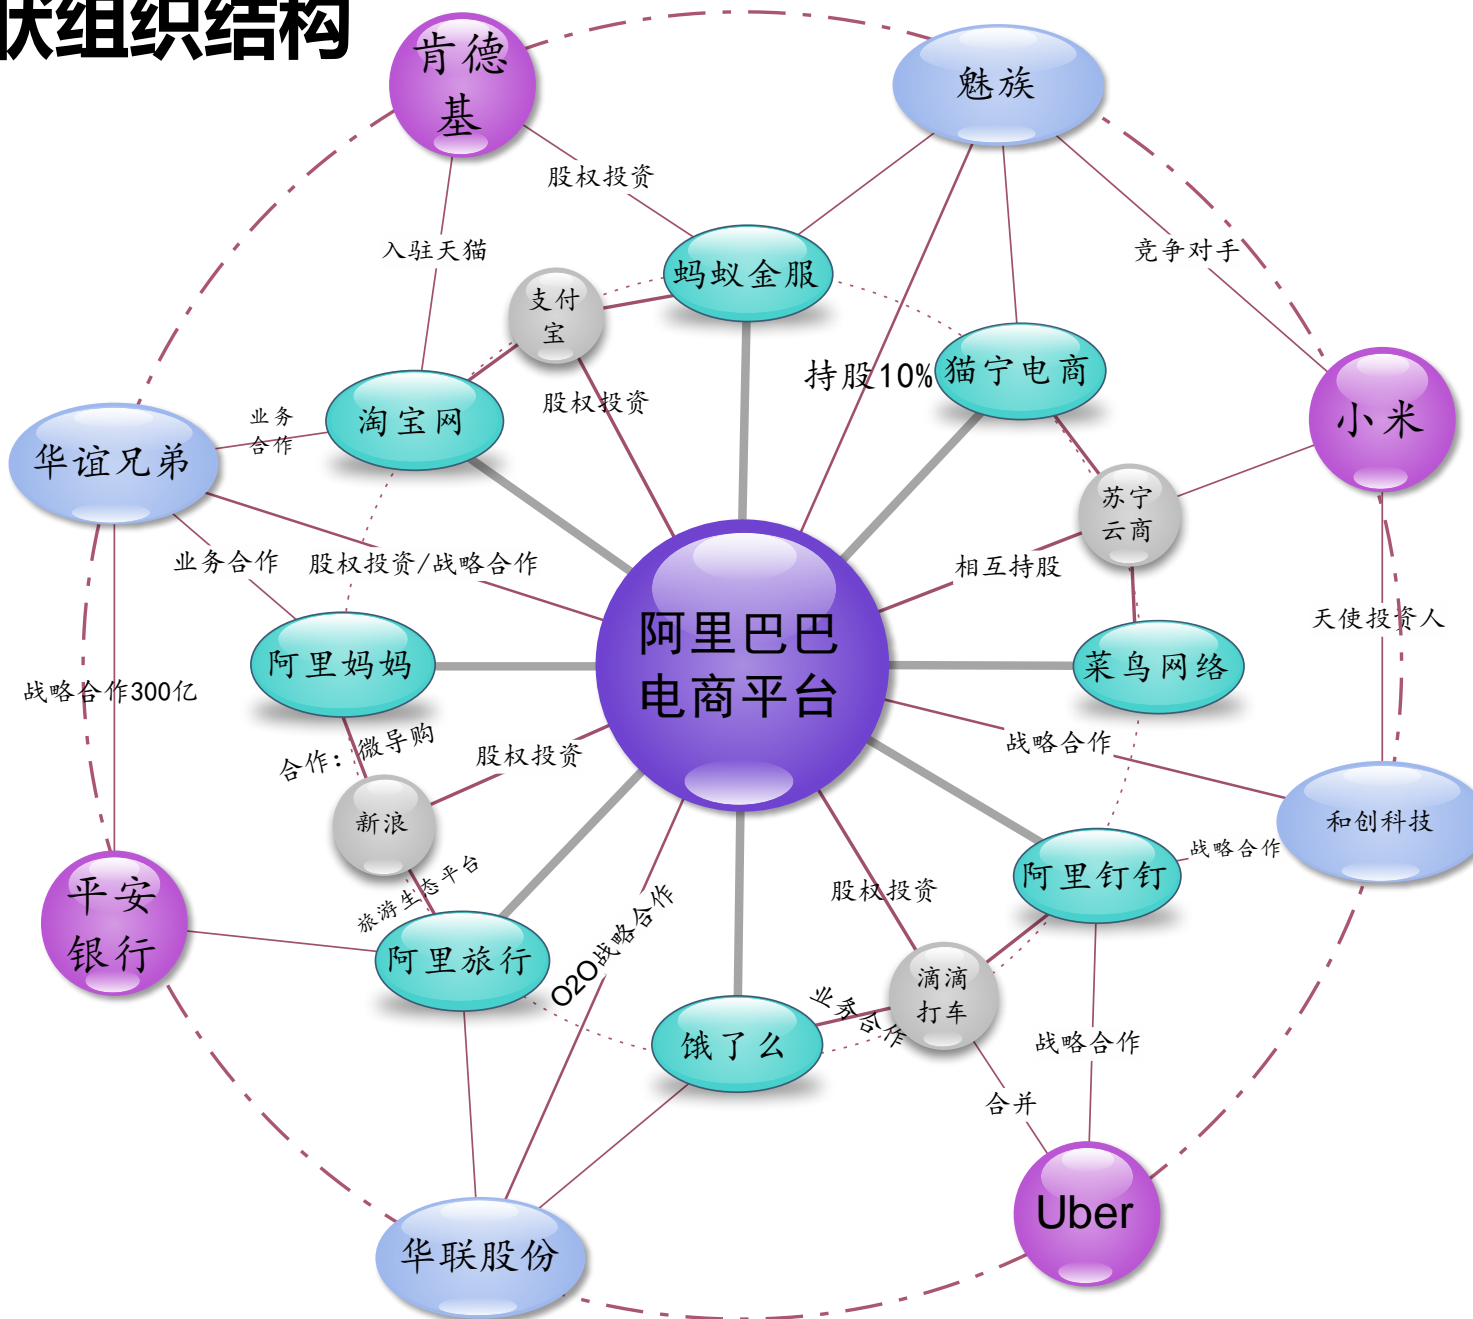 联组织结构
肯德
基
魅族
股权投资
入驻天猫
竞争对手
蚂蚁金服
支付
宝
持股10%
猫宁电商
股权投资
小米
业务
合作
淘宝网
华谊兄弟
苏宁
云商
业务合作
股权投资/战略合作
相互持股
天使投资人
阿里巴巴
电商平台
阿里妈妈
菜鸟网络
战略合作300亿
合作：微导购
股权投资
战略合作
新浪
和创科技
战略合作
旅游生态平台
阿里钉钉
股权投资
平安
银行
阿里旅行
O2O战略合作
滴滴
打车
业务合作
饿了么
战略合作
合并
Uber
华联股份